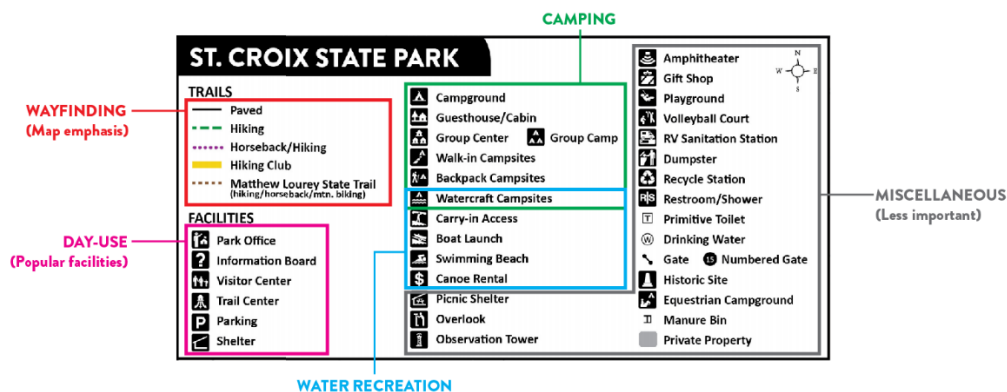 CAMPING
ST. CROIX STATE PARK
TRAILS
WAYFINDING
(Map emphasis)
Paved
Hiking
Horseback/Hiking
Hiking Club
Matthew Lourey State Trail
(hiking/horseback/mtn. biking)
FACILITIES
DAY-USE
(Popular facilities)
Park Office
? Information Board
Visitor Center
Trail Center
P Parking
Shelter
Campground
Guesthouse/Cabin
Group Center Group Camp
Walk-in Campsites
Backpack Campsites
Watercraft Campsites
Carry-in Access
Boat Launch
Swimming Beach
$ Canoe Rental
Picnic Shelter
Overlook
Observation Tower
WATER RECREATION
Amphitheater
Gift Shop
Playground
Volleyball Court
RV Sanitation Station
Dumpster
Recycle Station
R|S Restroom/Shower
T Primitive Toilet
W Drinking Water
Gate 15 Numbered Gate
Historic Site
Equestrian Campground
Manure Bin
Private Property
N
W E
S
MISCELLANEOUS
(Less important)